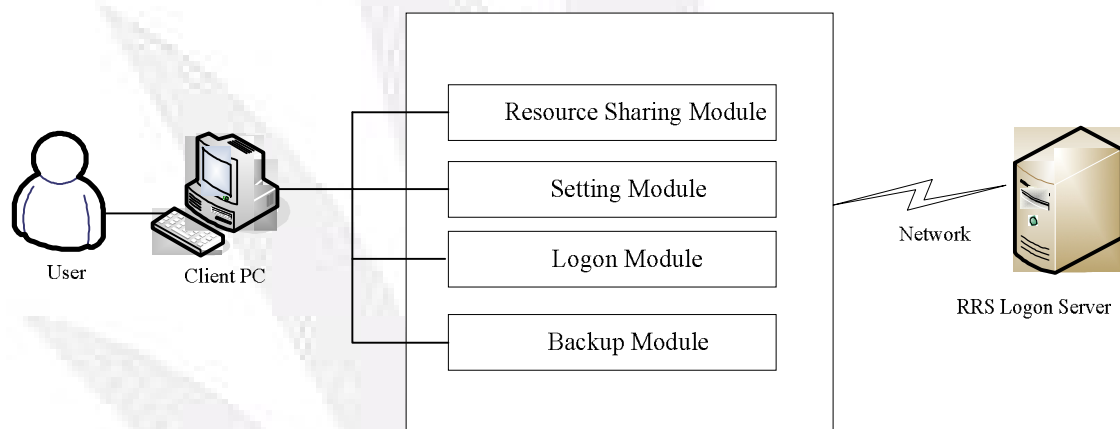 Resource Sharing Module
Setting Module
Logon Module
Backup Module
User
Client PC
Network
RRS Logon Server